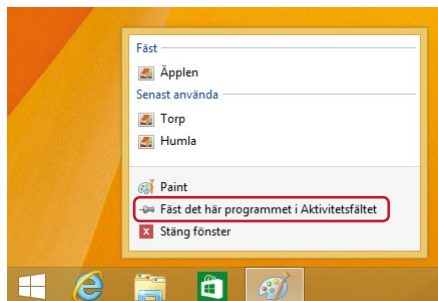 Fäst
Äpplen
Senast använda
Torp
Humla
Paint
Fäst det här programmet i Aktivitetsfältet
Stäng fönster